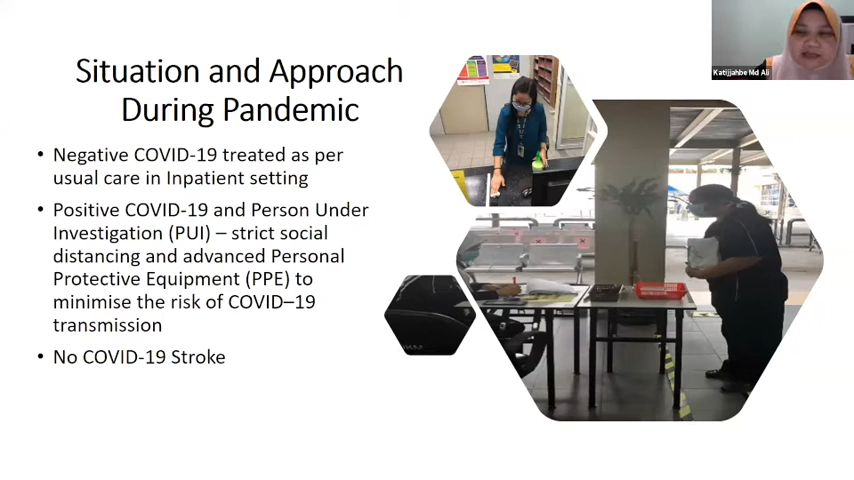 Situation and Approach
During Pandemic
• Negative COVID-19 treated as per
usual care in Inpatient setting
• Positive COVID-19 and Person Under
Investigation (PUI) – strict social
distancing and advanced Personal
Protective Equipment (PPE) to
minimise the risk of COVID–19
transmission
• No COVID-19 Stroke
Katijjahbe Md Ali